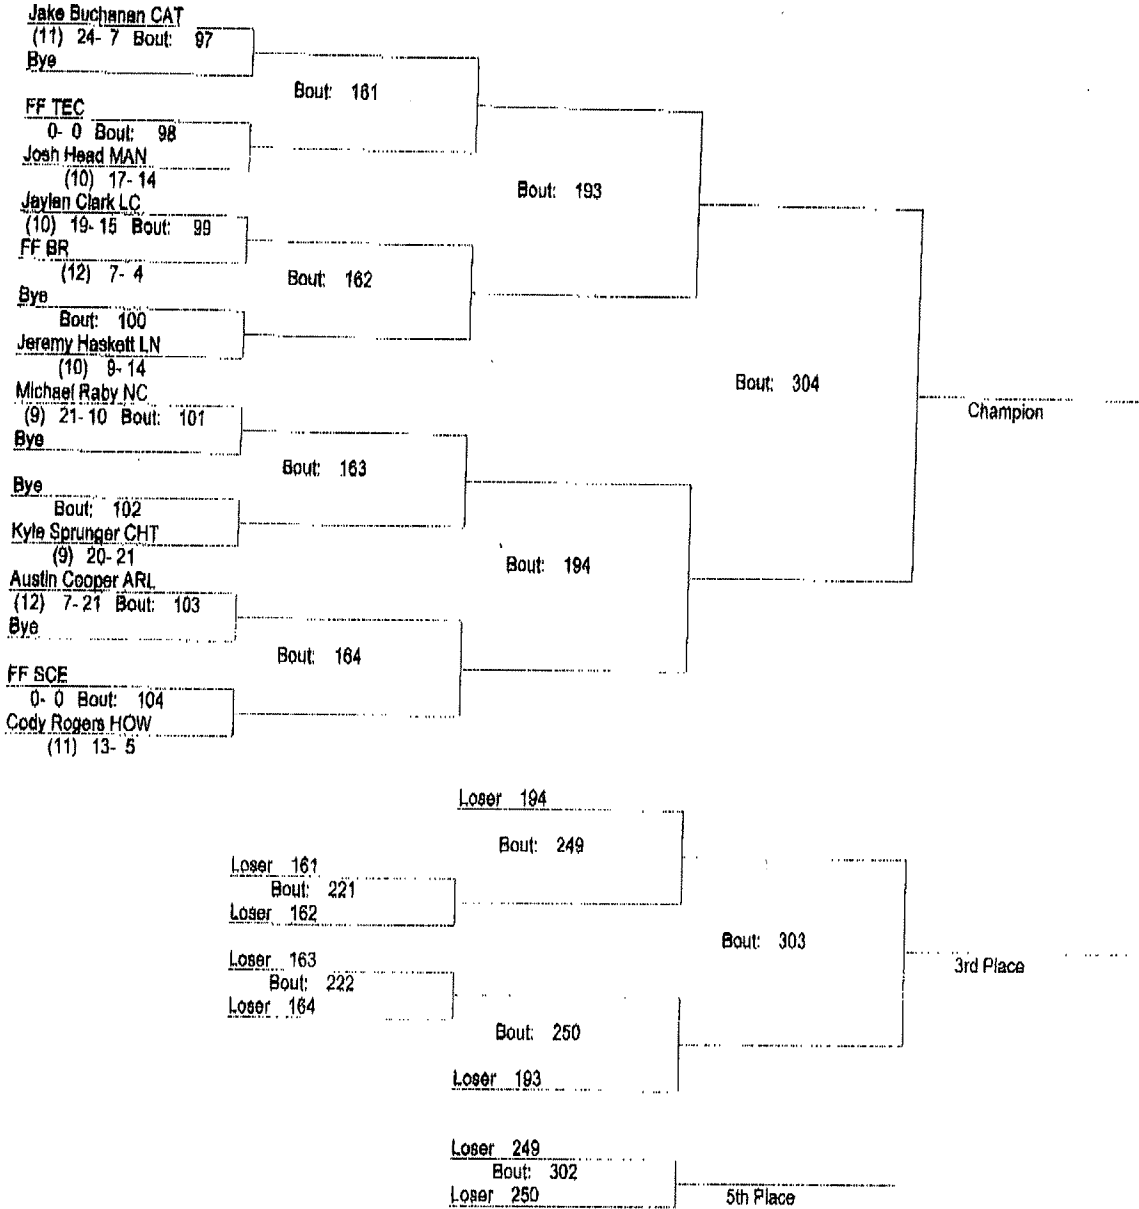 Jake Buchanan CAT
(11) 24- 7 Bout: 97
Bye
Bout: 161
FF TEC
0- 0 Bout: 98
Josh Head MAN
(10) 17- 14
Bout: 193
Jaylen Clark LC
(10) 19- 15 Bout: 99
FF BR
(12) 7- 4
Bout: 162
Bye
Bout: 100
Jeremy Haskett LN
(10) 9- 14
Bout: 304
Michael Raby NC
(9) 21- 10 Bout: 101
Bye
Champion
Bout: 163
Bye
Bout: 102
Kyle Sprunger CHT
(9) 20- 21
Bout: 194
Austin Cooper ARL
(12) 7- 21 Bout: 103
Bye
Bout: 164
FF SCE
0- 0 Bout: 104
Cody Rogers HOW
(11) 13- 5
Loser 194
Bout: 249
Loser 161
Bout: 221
Loser 162
Bout: 303
Loser 163
3rd Place
Bout: 222
Loser 164
Bout: 250
Loser 193
Loser 249
Bout: 302
Loser 250
5th Place